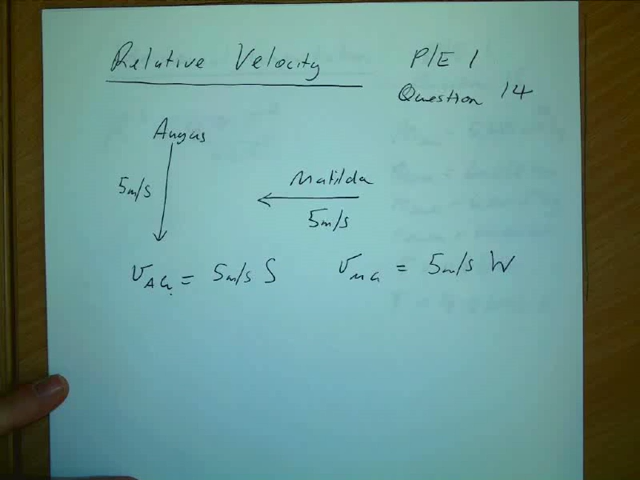 Relative Velocity
P/E 1
Question 14
Angus
5m/s
Matilda
5m/s
v_AG = 5m/s S
v_MG = 5m/s W